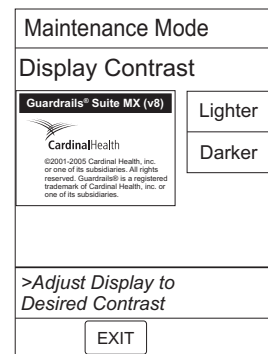 Maintenance Mode
Display Contrast
Guardrails® Suite MX (v8)
Lighter
CardinalHealth
Darker
©2001-2005 Cardinal Health, inc.
or one of its subsidiaries. All rights
reserved. Guardrails® is a registered
trademark of Cardinal Health, inc. or
one of its subsidiaries.
>Adjust Display to
Desired Contrast
EXIT